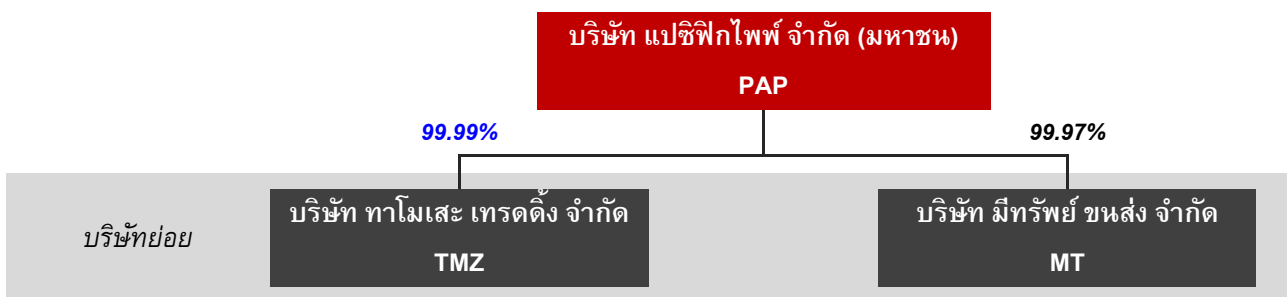 บริษัท แปซิฟิกไพพ์ จำกัด (มหาชน)
PAP
99.99%
99.97%
บริษัท ทาโมเสะ เทรดดิ้ง จำกัด
TMZ
บริษัท มีทรัพย์ ขนส่ง จำกัด
MT
บริษัทย่อย